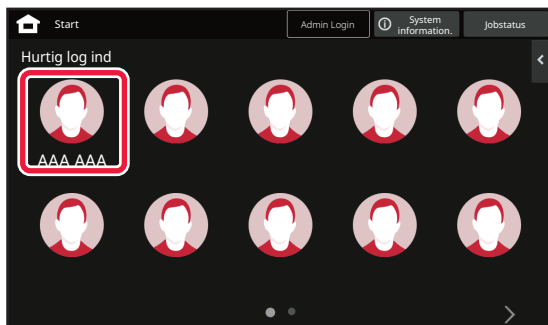 Start
Admin Login
System
information.
Jobstatus
Hurtig log ind
AAA AAA